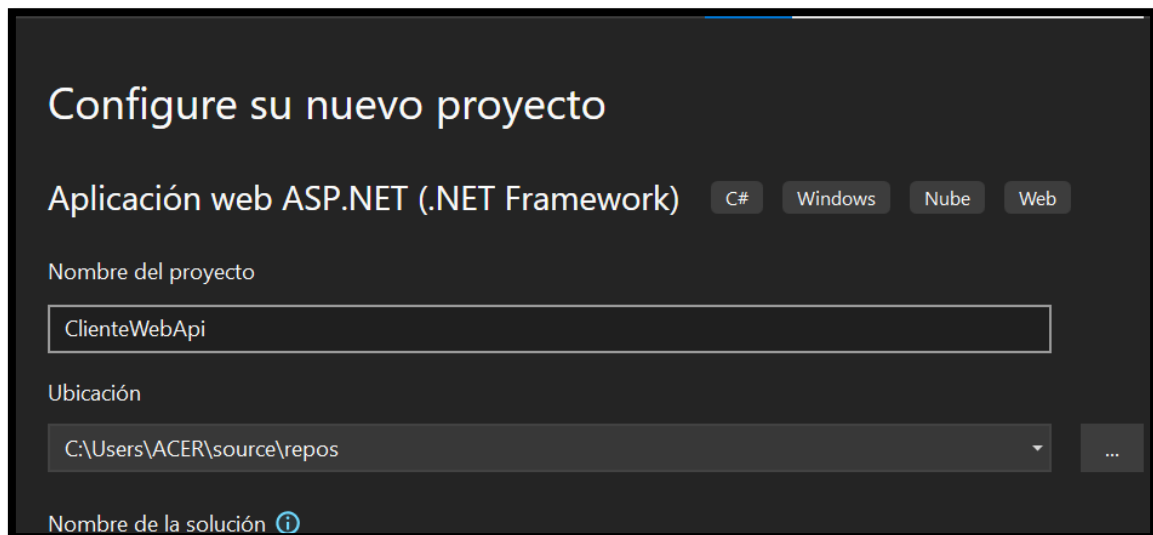 Configure su nuevo proyecto
Aplicación web ASP.NET (.NET Framework) C# Windows Nube Web
Nombre del proyecto
ClienteWebApi
Ubicación
C:\Users\ACER\source\repos
...
Nombre de la solución